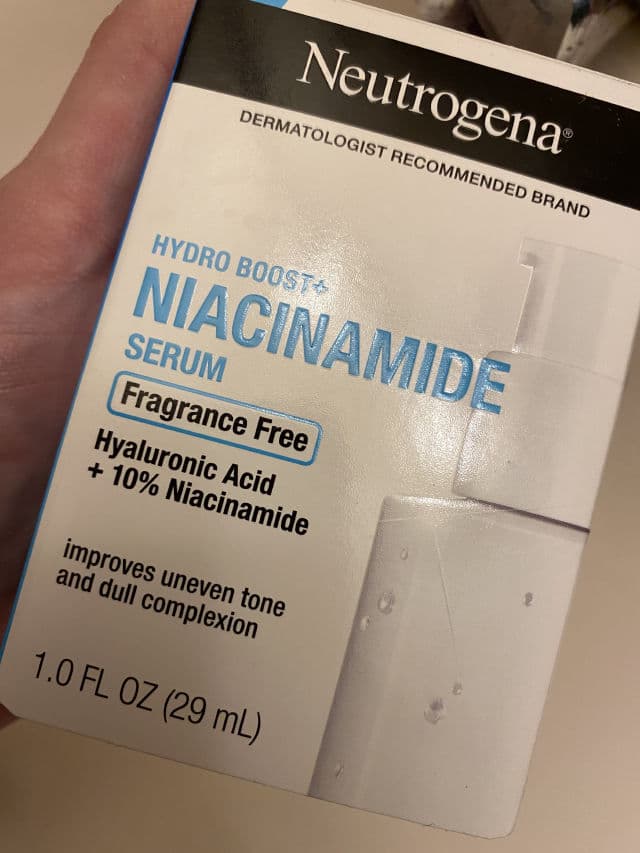 Neutrogena®
DERMATOLOGIST RECOMMENDED BRAND
HYDRO BOOST+
NIACINAMIDE
SERUM
Fragrance Free
Hyaluronic Acid
+ 10% Niacinamide
improves uneven tone
and dull complexion
1.0 FL OZ (29 mL)